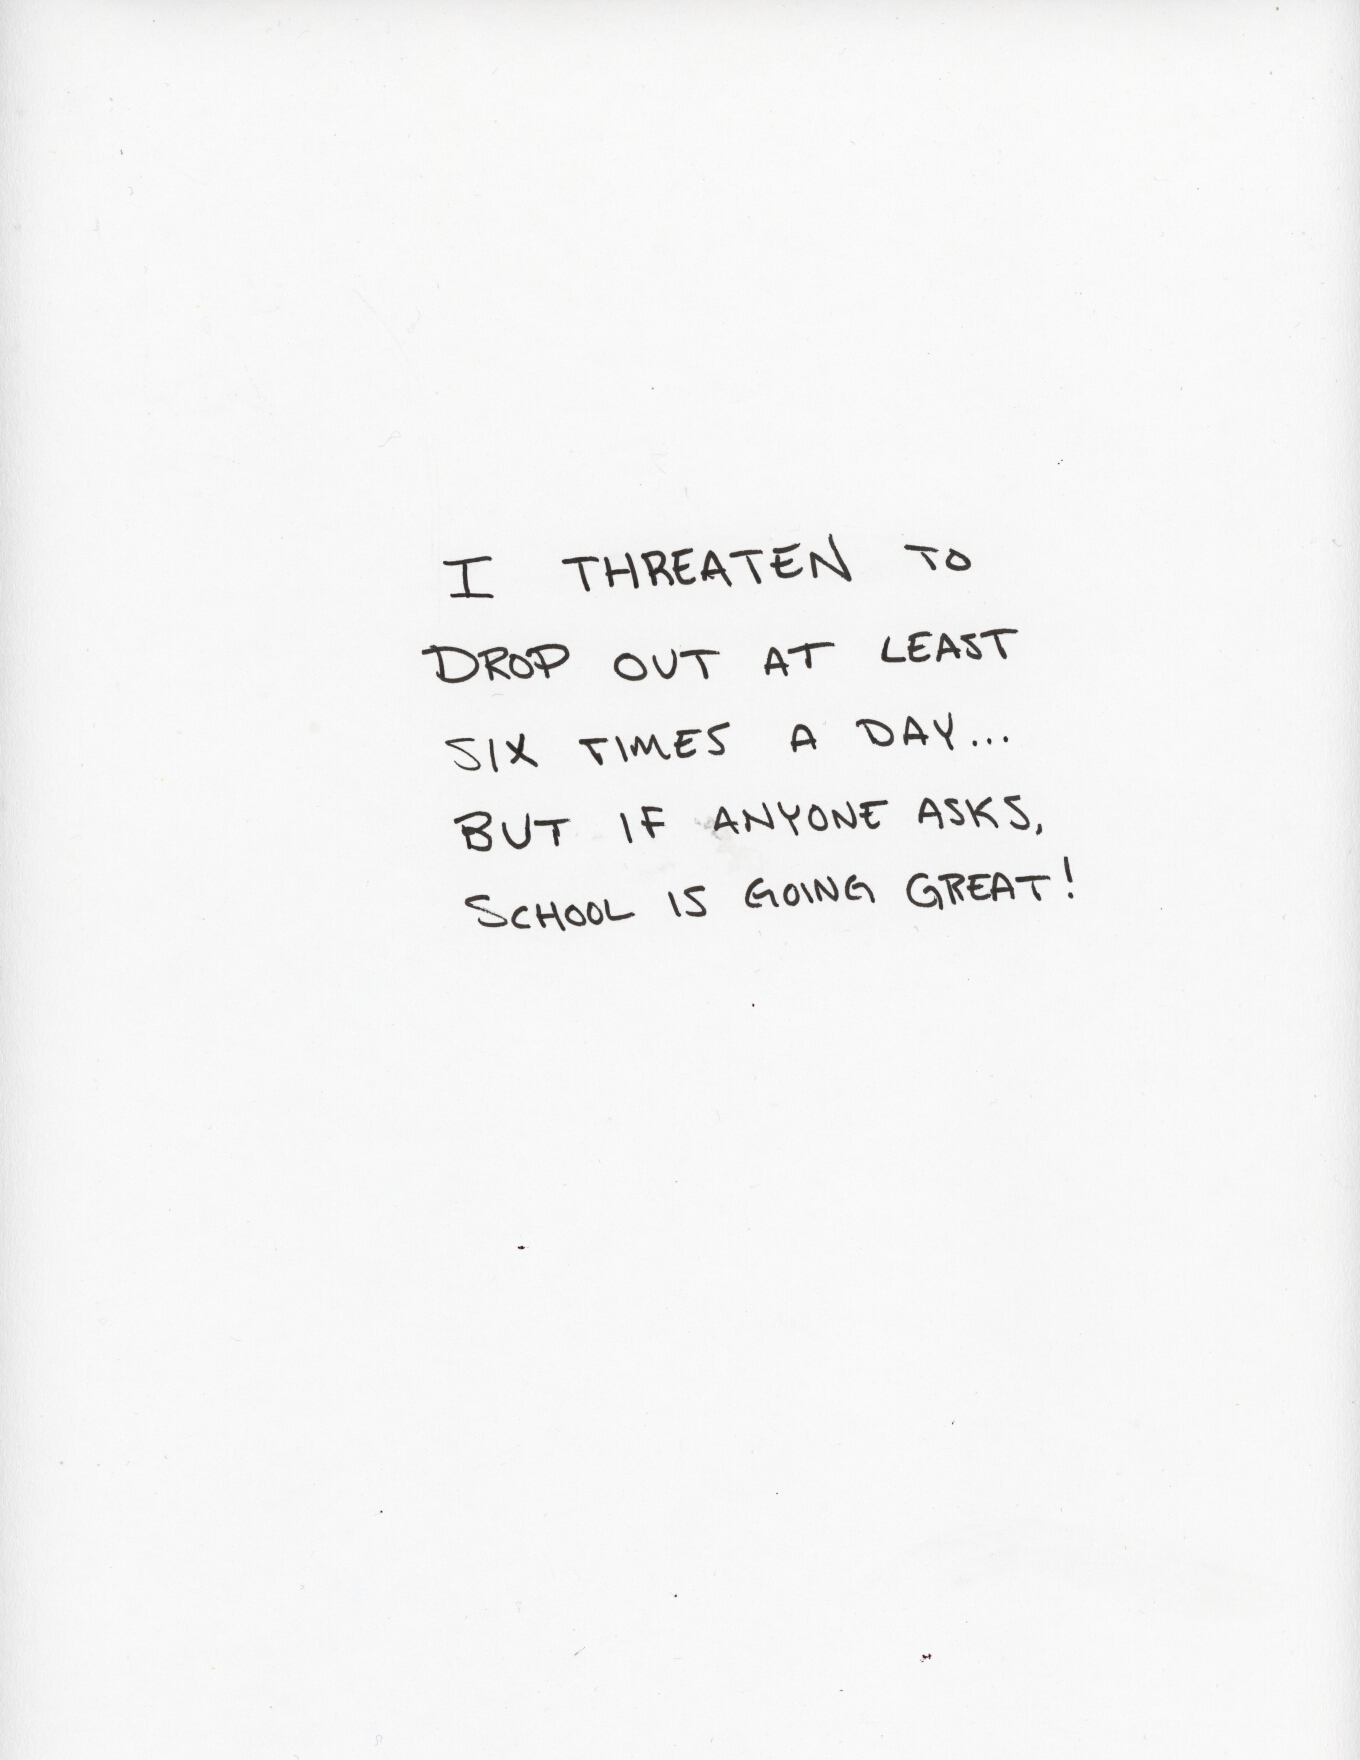 I THREATEN TO
DROP OUT AT LEAST
SIX TIMES A DAY...
BUT IF ANYONE ASKS,
SCHOOL IS GOING GREAT!